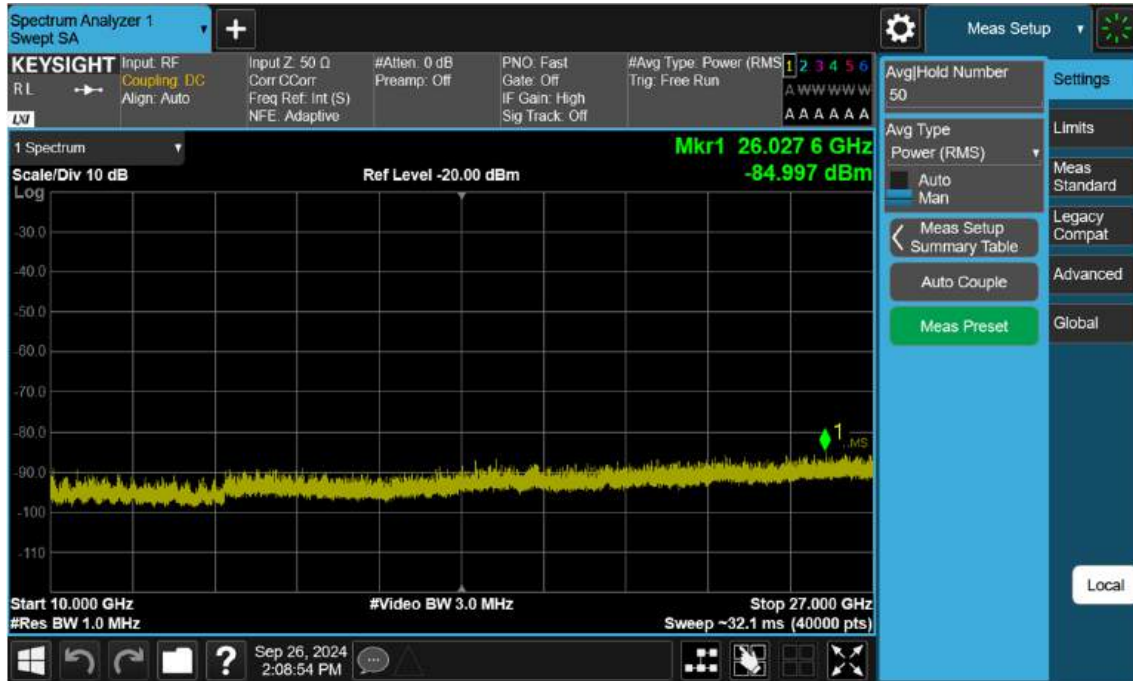 Spectrum Analyzer 1
Swept SA
+
Meas Setup
KEYSIGHT
RL
LXI
Input: RF
Coupling: DC
Align: Auto
Input Z: 50 Ω
Corr CCorr
Freq Ref: Int (S)
NFE: Adaptive
#Atten: 0 dB
Preamp: Off
PNO: Fast
Gate: Off
IF Gain: High
Sig Track: Off
#Avg Type: Power (RMS)
Trig: Free Run
1 2 3 4 5 6
A W W W W W
A A A A A A
1 Spectrum
Mkr1 26.027 6 GHz
-84.997 dBm
Scale/Div 10 dB
Ref Level -20.00 dBm
Log
-30.0
-40.0
-50.0
-60.0
-70.0
-80.0
-90.0
-100
-110
1
Start 10.000 GHz
#Video BW 3.0 MHz
Stop 27.000 GHz
#Res BW 1.0 MHz
Sweep ~32.1 ms (40000 pts)
?
Sep 26, 2024
2:08:54 PM
Avg|Hold Number
50
Avg Type
Power (RMS)
Auto
Man
Meas Setup
Summary Table
Auto Couple
Meas Preset
Settings
Limits
Meas
Standard
Legacy
Compat
Advanced
Global
Local